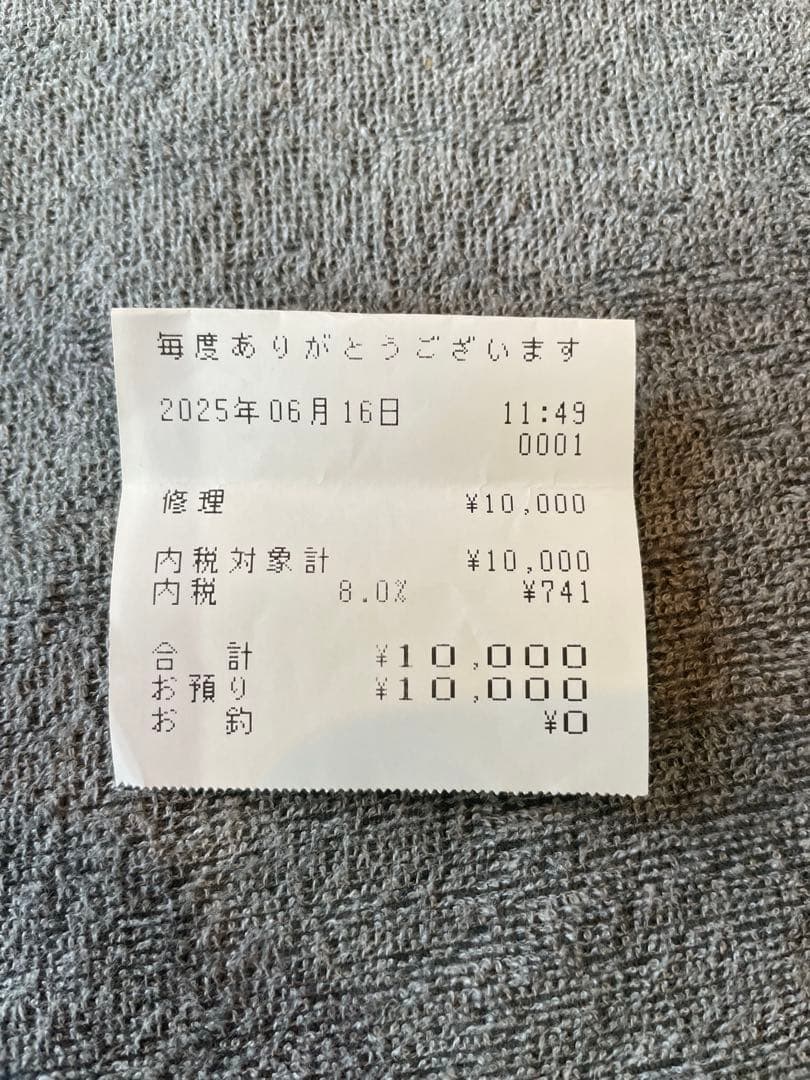 毎度ありがとうございます
2025年06月16日 11:49
0001
修理 ¥10,000
内税対象計 ¥10,000
内税 8.0% ¥741
合計 ¥10,000
お預り ¥10,000
お釣 ¥0